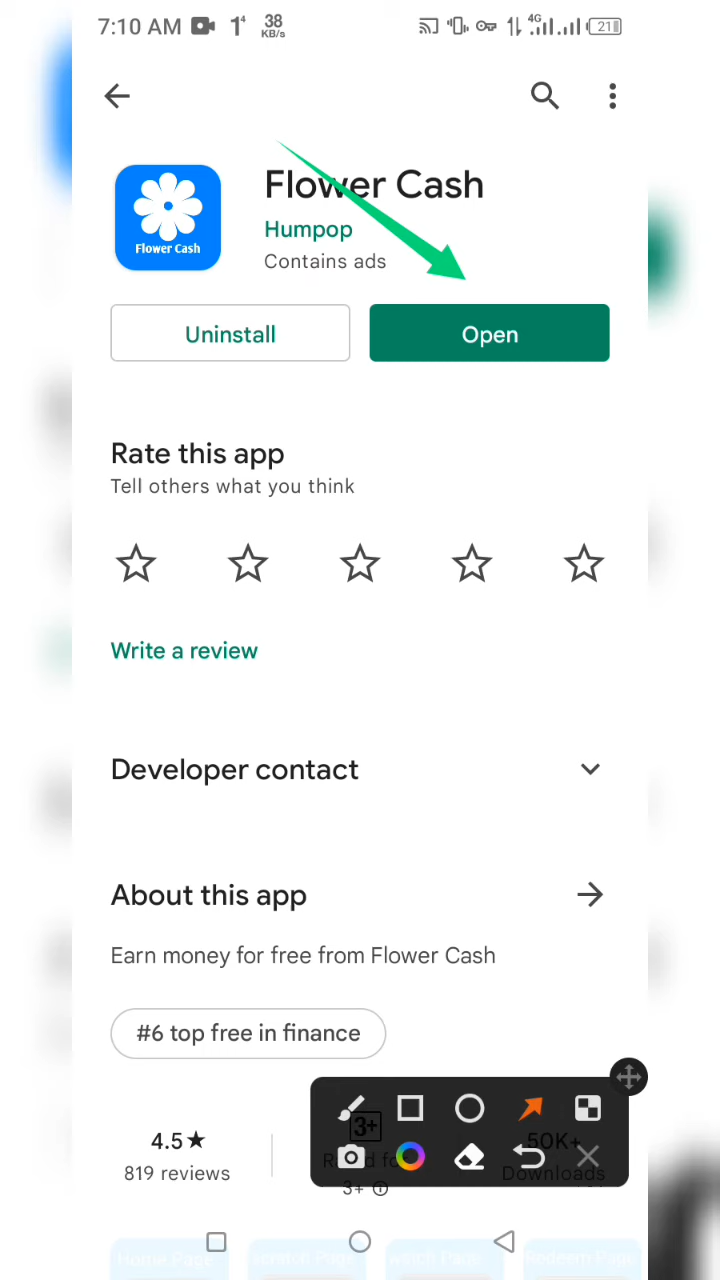 7:10 AM 1⁴ 38 KB/s 4G 21
Flower Cash
Flower Cash
Humpop
Contains ads
Uninstall
Open
Rate this app
Tell others what you think
Write a review
Developer contact
About this app
Earn money for free from Flower Cash
#6 top free in finance
4.5★
3+
50K+
819 reviews
3+
Downloads
Home Page
scratch Page
watch Page
Redeem Page